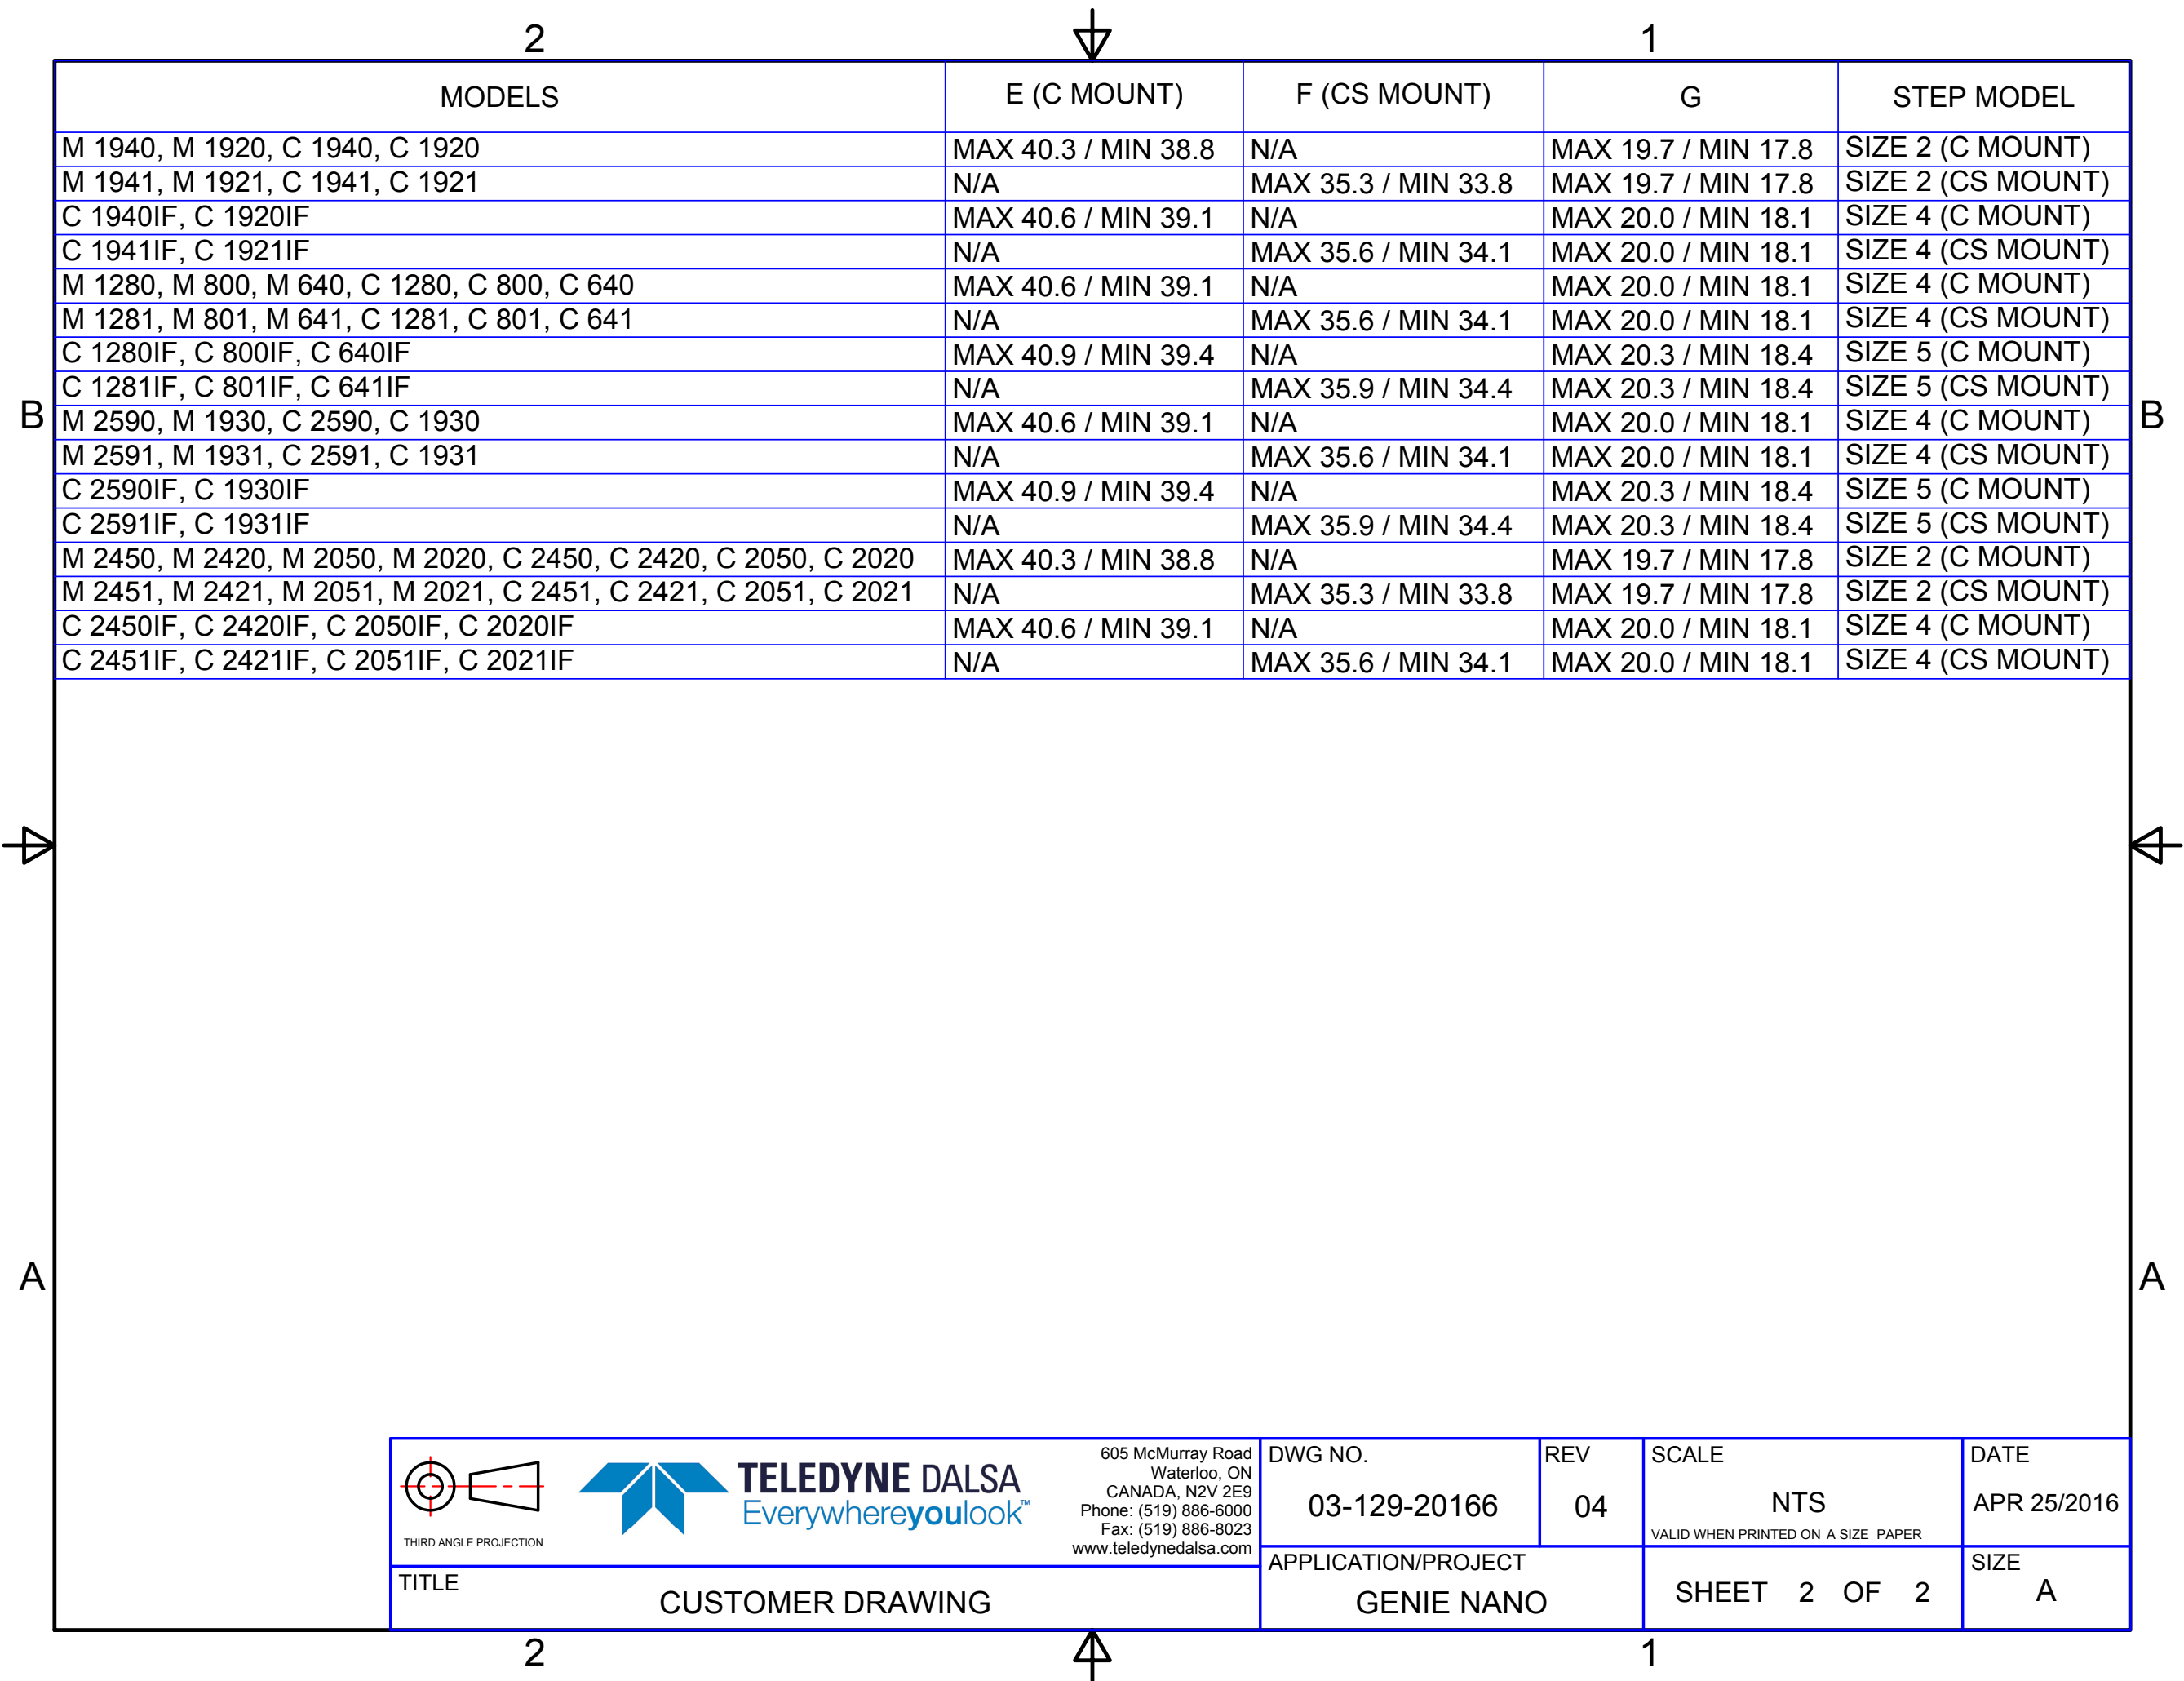 2 1
MODELS E (C MOUNT) F (CS MOUNT) G STEP MODEL
M 1940, M 1920, C 1940, C 1920 MAX 40.3 / MIN 38.8 N/A MAX 19.7 / MIN 17.8 SIZE 2 (C MOUNT)
M 1941, M 1921, C 1941, C 1921 N/A MAX 35.3 / MIN 33.8 MAX 19.7 / MIN 17.8 SIZE 2 (CS MOUNT)
C 1940IF, C 1920IF MAX 40.6 / MIN 39.1 N/A MAX 20.0 / MIN 18.1 SIZE 4 (C MOUNT)
C 1941IF, C 1921IF N/A MAX 35.6 / MIN 34.1 MAX 20.0 / MIN 18.1 SIZE 4 (CS MOUNT)
M 1280, M 800, M 640, C 1280, C 800, C 640 MAX 40.6 / MIN 39.1 N/A MAX 20.0 / MIN 18.1 SIZE 4 (C MOUNT)
M 1281, M 801, M 641, C 1281, C 801, C 641 N/A MAX 35.6 / MIN 34.1 MAX 20.0 / MIN 18.1 SIZE 4 (CS MOUNT)
C 1280IF, C 800IF, C 640IF MAX 40.9 / MIN 39.4 N/A MAX 20.3 / MIN 18.4 SIZE 5 (C MOUNT)
C 1281IF, C 801IF, C 641IF N/A MAX 35.9 / MIN 34.4 MAX 20.3 / MIN 18.4 SIZE 5 (CS MOUNT)
B M 2590, M 1930, C 2590, C 1930 MAX 40.6 / MIN 39.1 N/A MAX 20.0 / MIN 18.1 SIZE 4 (C MOUNT) B
M 2591, M 1931, C 2591, C 1931 N/A MAX 35.6 / MIN 34.1 MAX 20.0 / MIN 18.1 SIZE 4 (CS MOUNT)
C 2590IF, C 1930IF MAX 40.9 / MIN 39.4 N/A MAX 20.3 / MIN 18.4 SIZE 5 (C MOUNT)
C 2591IF, C 1931IF N/A MAX 35.9 / MIN 34.4 MAX 20.3 / MIN 18.4 SIZE 5 (CS MOUNT)
M 2450, M 2420, M 2050, M 2020, C 2450, C 2420, C 2050, C 2020 MAX 40.3 / MIN 38.8 N/A MAX 19.7 / MIN 17.8 SIZE 2 (C MOUNT)
M 2451, M 2421, M 2051, M 2021, C 2451, C 2421, C 2051, C 2021 N/A MAX 35.3 / MIN 33.8 MAX 19.7 / MIN 17.8 SIZE 2 (CS MOUNT)
C 2450IF, C 2420IF, C 2050IF, C 2020IF MAX 40.6 / MIN 39.1 N/A MAX 20.0 / MIN 18.1 SIZE 4 (C MOUNT)
C 2451IF, C 2421IF, C 2051IF, C 2021IF N/A MAX 35.6 / MIN 34.1 MAX 20.0 / MIN 18.1 SIZE 4 (CS MOUNT)
A A
THIRD ANGLE PROJECTION
TELEDYNE DALSA
Everywhereyoulook™
605 McMurray Road
Waterloo, ON
CANADA, N2V 2E9
Phone: (519) 886-6000
Fax: (519) 886-8023
www.teledynedalsa.com
DWG NO.
03-129-20166
REV
04
SCALE
NTS
VALID WHEN PRINTED ON A SIZE PAPER
DATE
APR 25/2016
TITLE
CUSTOMER DRAWING
APPLICATION/PROJECT
GENIE NANO
SHEET 2 OF 2
SIZE
A
2 1